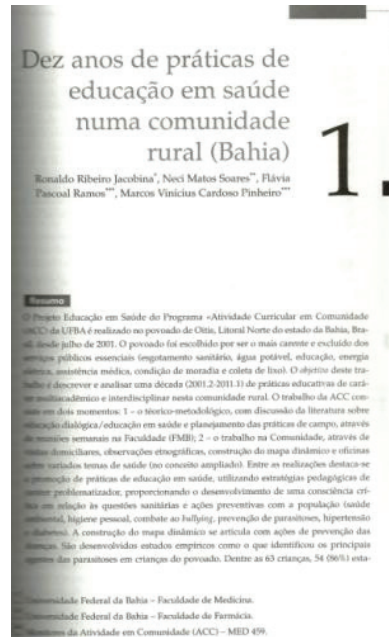 Dez anos de práticas de
educação em saúde
numa comunidade
rural (Bahia)
1.
Ronaldo Ribeiro Jacobina*, Neci Matos Soares**, Flávia
Pascoal Ramos***, Marcos Vinicius Cardoso Pinheiro***
Resumo
O Projeto Educação em Saúde do Programa «Atividade Curricular em Comunidade
(ACC) da UFBA é realizado no povoado de Oitis, Litoral Norte do estado da Bahia, Bra-
sil, desde julho de 2001. O povoado foi escolhido por ser o mais carente e excluído dos
serviços públicos essenciais (esgotamento sanitário, água potável, educação, energia
elétrica, assistência médica, condição de moradia e coleta de lixo). O objetivo deste tra-
balho é descrever e analisar uma década (2001.2-2011.1) de práticas educativas de cará-
ter multiacadêmico e interdisciplinar nesta comunidade rural. O trabalho da ACC con-
em dois momentos: 1 – o teórico-metodológico, com discussão da literatura sobre
educação dialógica/educação em saúde e planejamento das práticas de campo, através
de reuniões semanais na Faculdade (FMB); 2 – o trabalho na Comunidade, através de
visitas domiciliares, observações etnográficas, construção do mapa dinâmico e oficinas
sobre variados temas de saúde (no conceito ampliado). Entre as realizações destaca-se
a promoção de práticas de educação em saúde, utilizando estratégias pedagógicas de
caráter problematizador, proporcionando o desenvolvimento de uma consciência crí-
tica em relação às questões sanitárias e ações preventivas com a população (saúde
ambiental, higiene pessoal, combate ao bullying, prevenção de parasitoses, hipertensão
e diabetes). A construção do mapa dinâmico se articula com ações de prevenção das
doenças. São desenvolvidos estudos empíricos como o que identificou os principais
agentes das parasitoses em crianças do povoado. Dentre as 63 crianças, 54 (86%) esta-
Universidade Federal da Bahia – Faculdade de Medicina.
Universidade Federal da Bahia – Faculdade de Farmácia.
Monitores da Atividade em Comunidade (ACC) – MED 459.